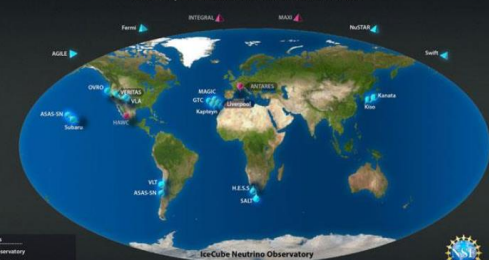 INTEGRAL
MAXI
Fermi
NuSTAR
AGILE
Swift
OVRO
VERITAS
VLA
MAGIC
ANTARES
GTC
Liverpool
Kapteyn
Kanata
Kiso
ASAS-SN
Subaru
HAWC
VLT
ASAS-SN
H.E.S.S
SALT
IceCube Neutrino Observatory
NSF